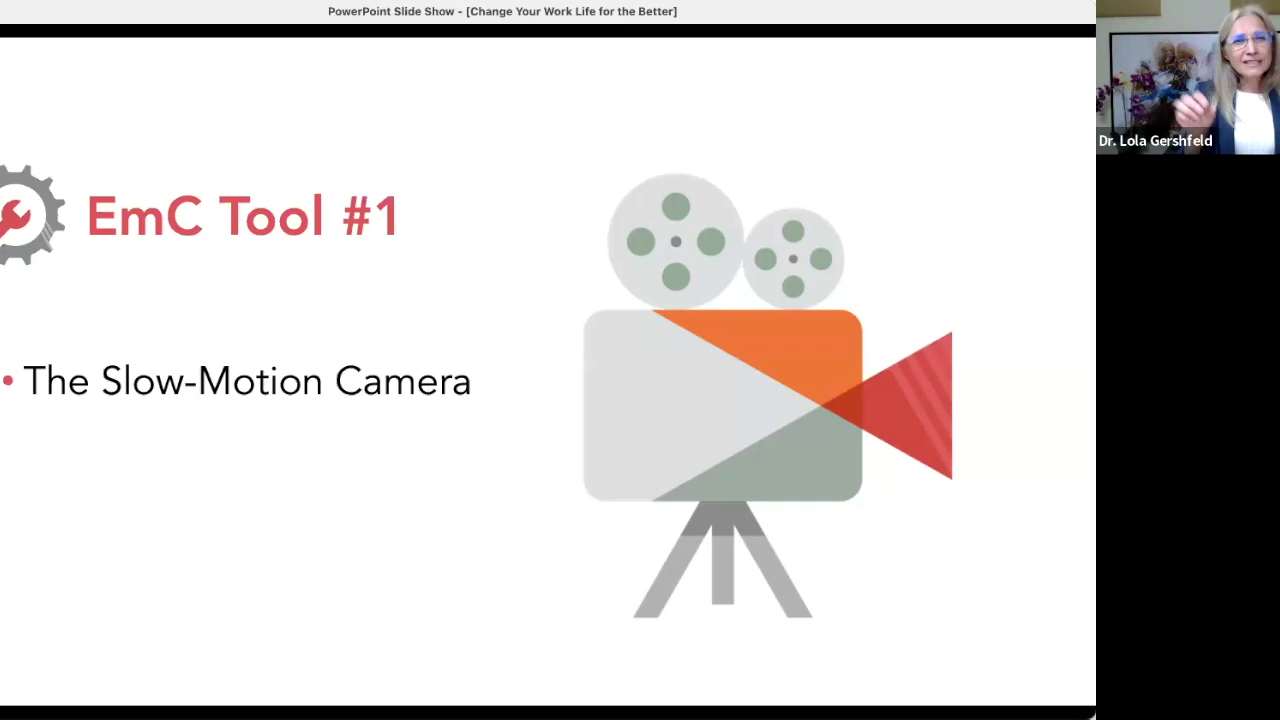 PowerPoint Slide Show - [Change Your Work Life for the Better]
EmC Tool #1
• The Slow-Motion Camera
Dr. Lola Gershfeld